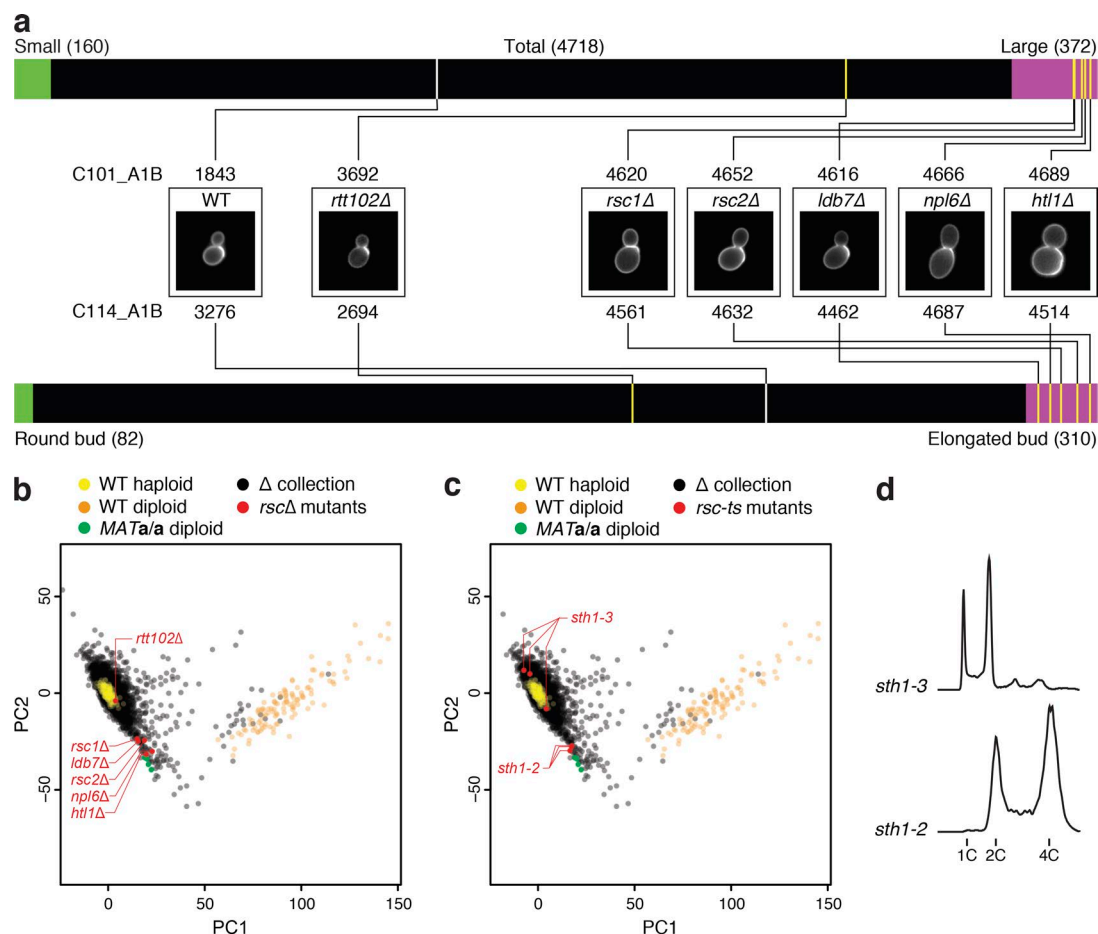 a
Small (160) Total (4718) Large (372)
C101_A1B 1843 3692 4620 4652 4616 4666 4689
WT rtt102Δ rsc1Δ rsc2Δ ldb7Δ npl6Δ htl1Δ
C114_A1B 3276 2694 4561 4632 4462 4687 4514
Round bud (82) Elongated bud (310)
b
WT haploid Δ collection
WT diploid rscΔ mutants
MATa/a diploid
50
0
−50
PC2
rtt102Δ
rsc1Δ
ldb7Δ
rsc2Δ
npl6Δ
htl1Δ
0 50 100 150
PC1
c
WT haploid Δ collection
WT diploid rsc-ts mutants
MATa/a diploid
50
0
−50
PC2
sth1-3
sth1-2
0 50 100 150
PC1
d
sth1-3
sth1-2
1C 2C 4C